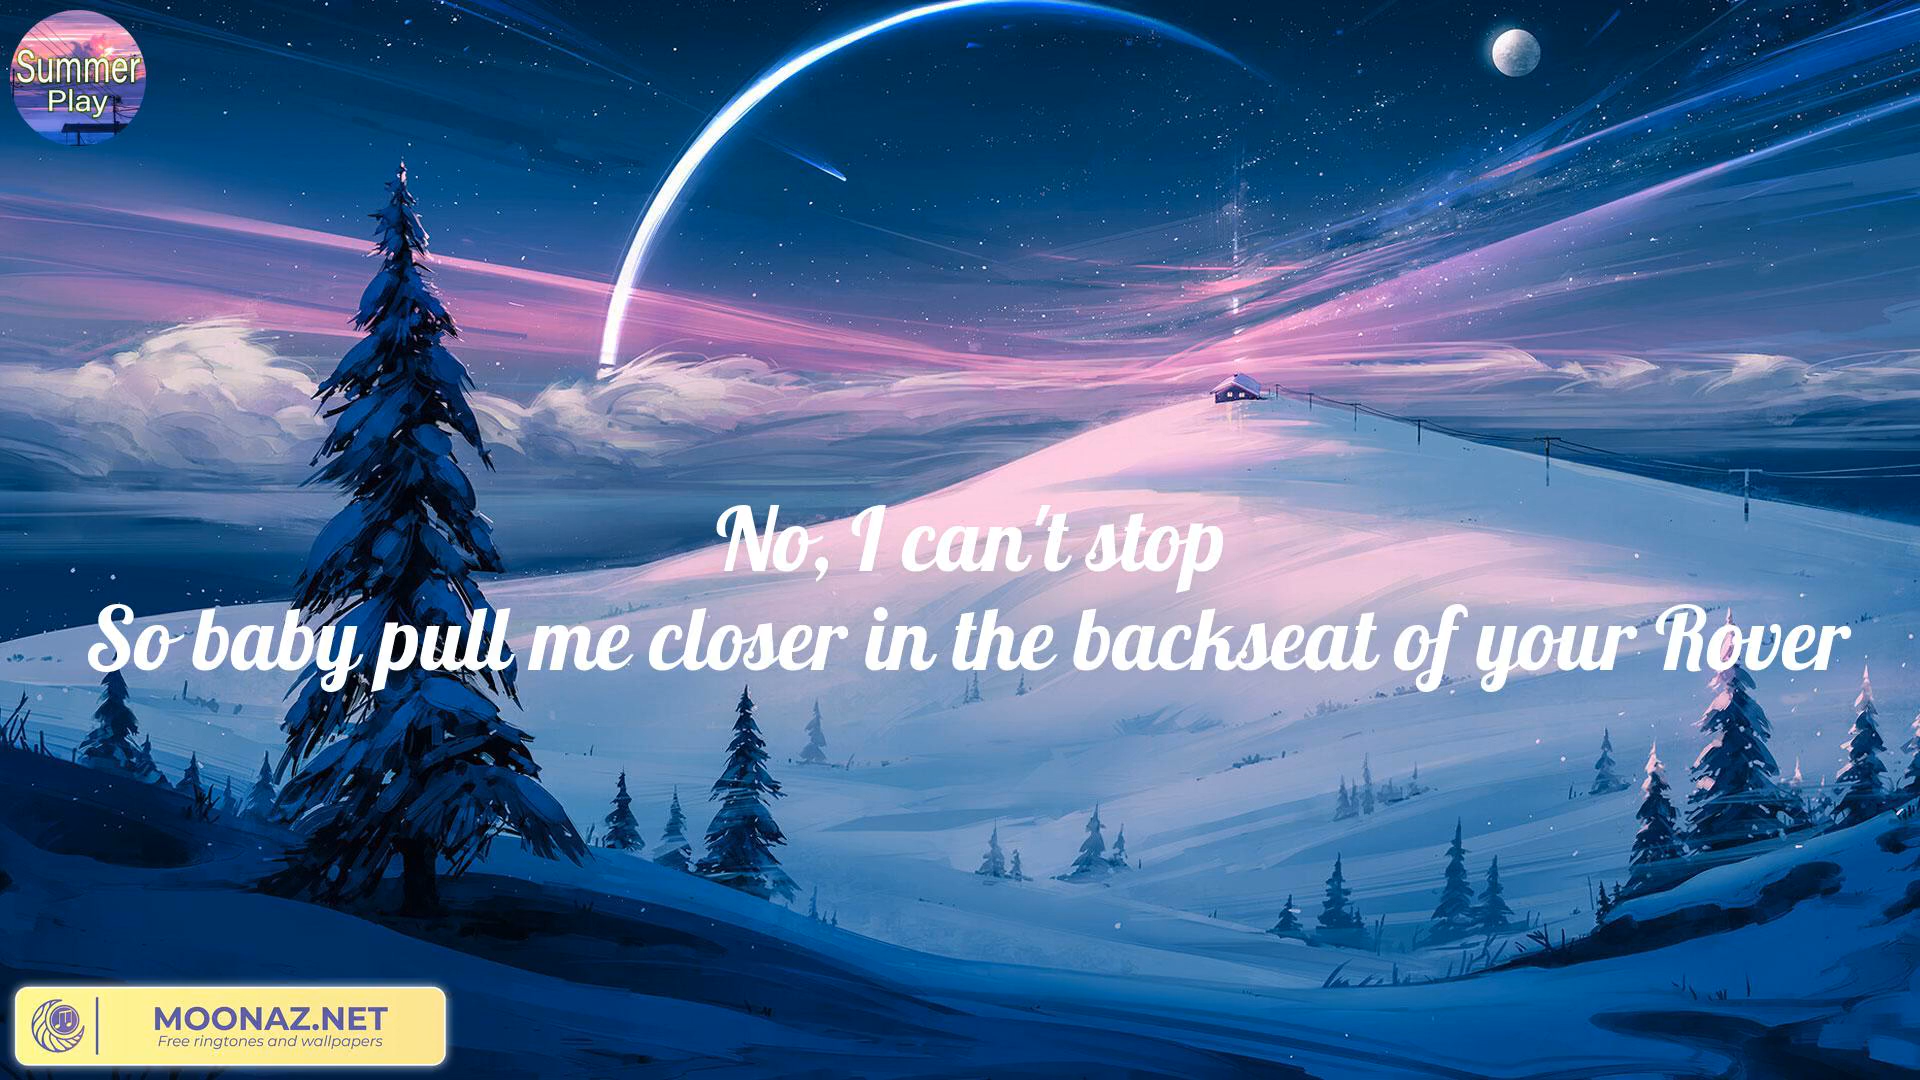 Summer
Play
No, I can't stop
So baby pull me closer in the backseat of your Rover
MOONAZ.NET
Free ringtones and wallpapers